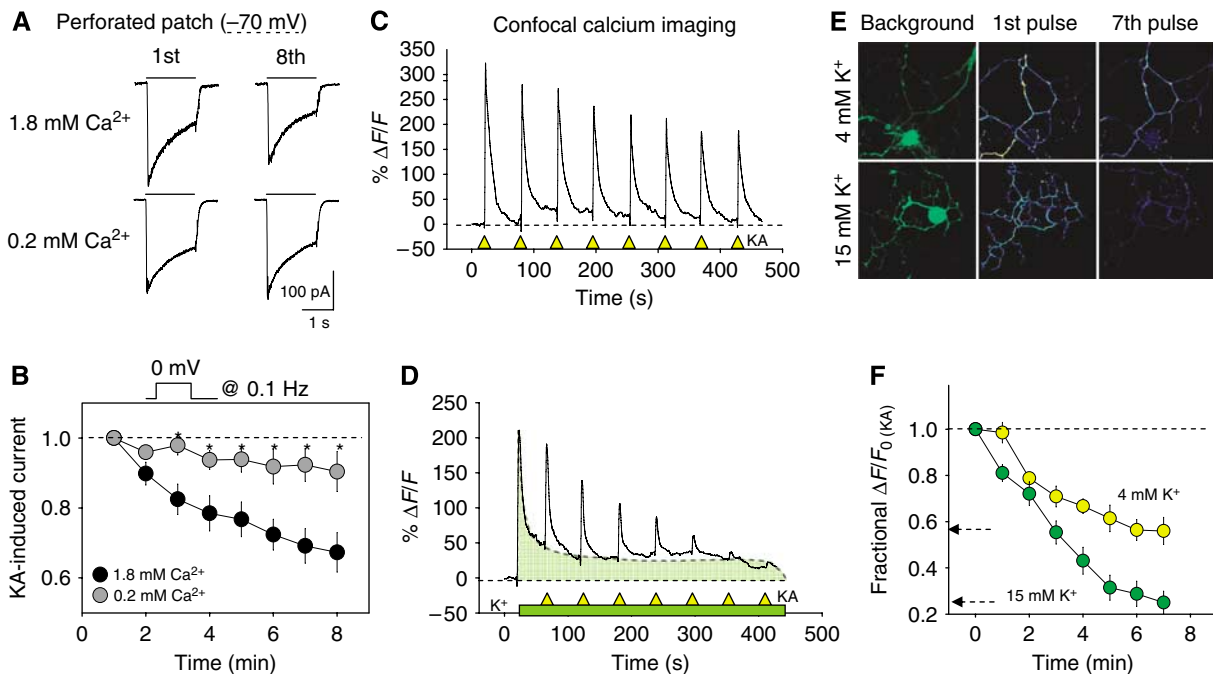 A
Perforated patch (–70 mV)
1st
8th
1.8 mM Ca²⁺
0.2 mM Ca²⁺
100 pA
1 s
B
0 mV
@ 0.1 Hz
KA-induced current
1.0
0.8
0.6
* * * * * *
1.8 mM Ca²⁺
0.2 mM Ca²⁺
0 2 4 6 8
Time (min)
C
Confocal calcium imaging
% ΔF/F
350
300
250
200
150
100
50
0
–50
KA
0 100 200 300 400 500
Time (s)
D
% ΔF/F
250
200
150
100
50
0
–50
K⁺
KA
0 100 200 300 400 500
Time (s)
E
Background 1st pulse 7th pulse
4 mM K⁺
15 mM K⁺
F
Fractional ΔF/F₀ (KA)
1.0
0.8
0.6
0.4
0.2
4 mM K⁺
15 mM K⁺
0 2 4 6 8
Time (min)